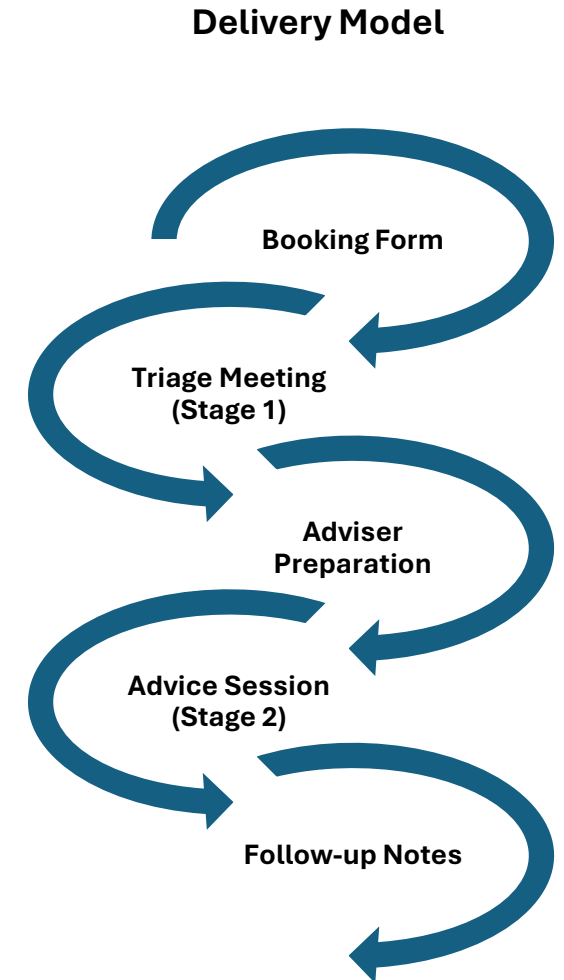 Delivery Model
Booking Form
Triage Meeting
(Stage 1)
Adviser
Preparation
Advice Session
(Stage 2)
Follow-up Notes